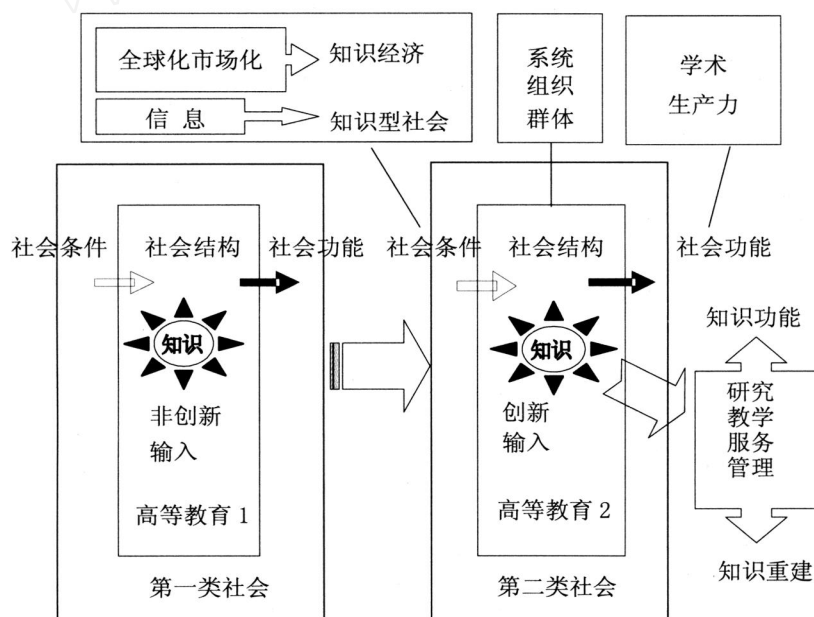 全球化市场化
知识经济
信 息
知识型社会
系统
组织
群体
学术
生产力
社会条件
社会结构
社会功能
知识
非创新
输入
高等教育1
第一类社会
社会条件
社会结构
社会功能
知识
创新
输入
高等教育2
第二类社会
知识功能
研究
教学
服务
管理
知识重建